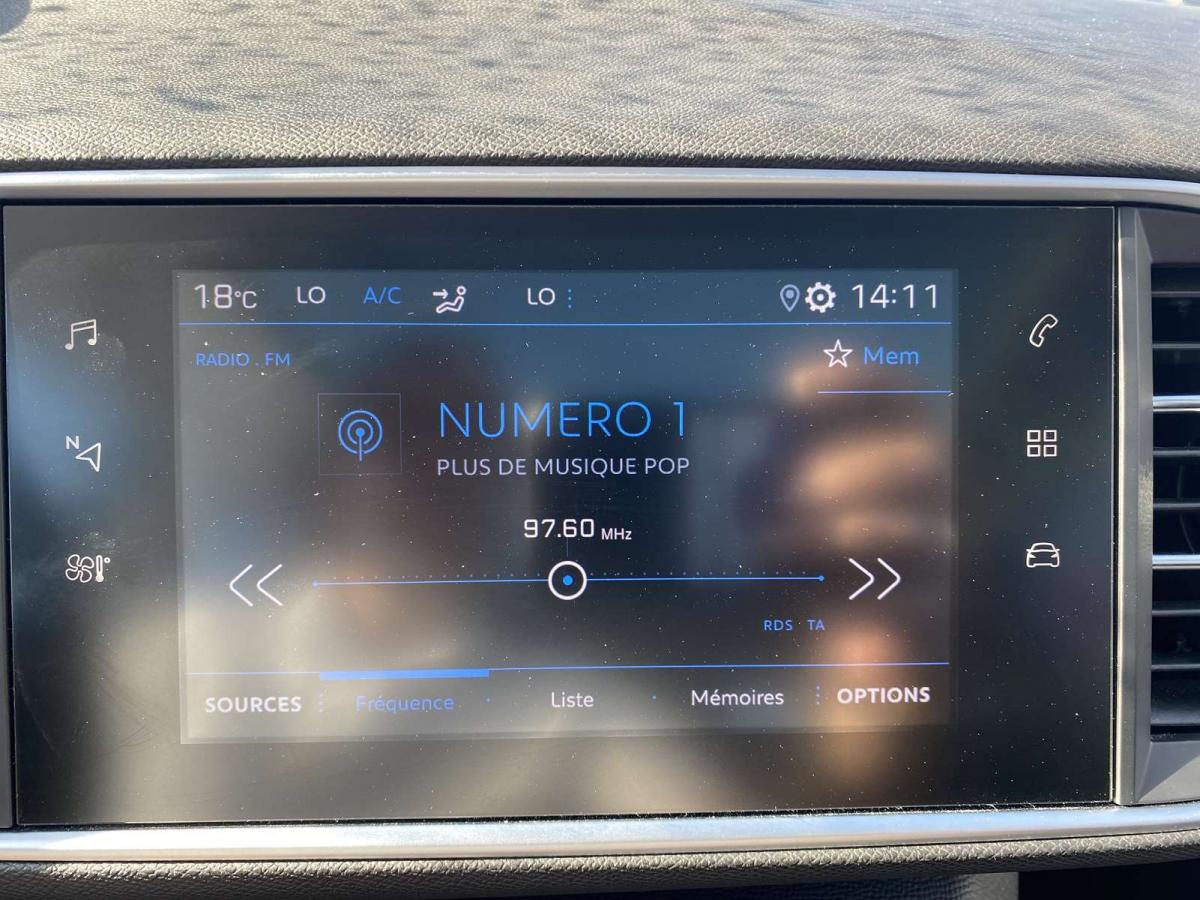 18°C LO A/C LO 14:11
RADIO . FM
Mem
NUMERO 1
PLUS DE MUSIQUE POP
N
97.60 MHz
RDS TA
SOURCES Fréquence Liste Mémoires OPTIONS